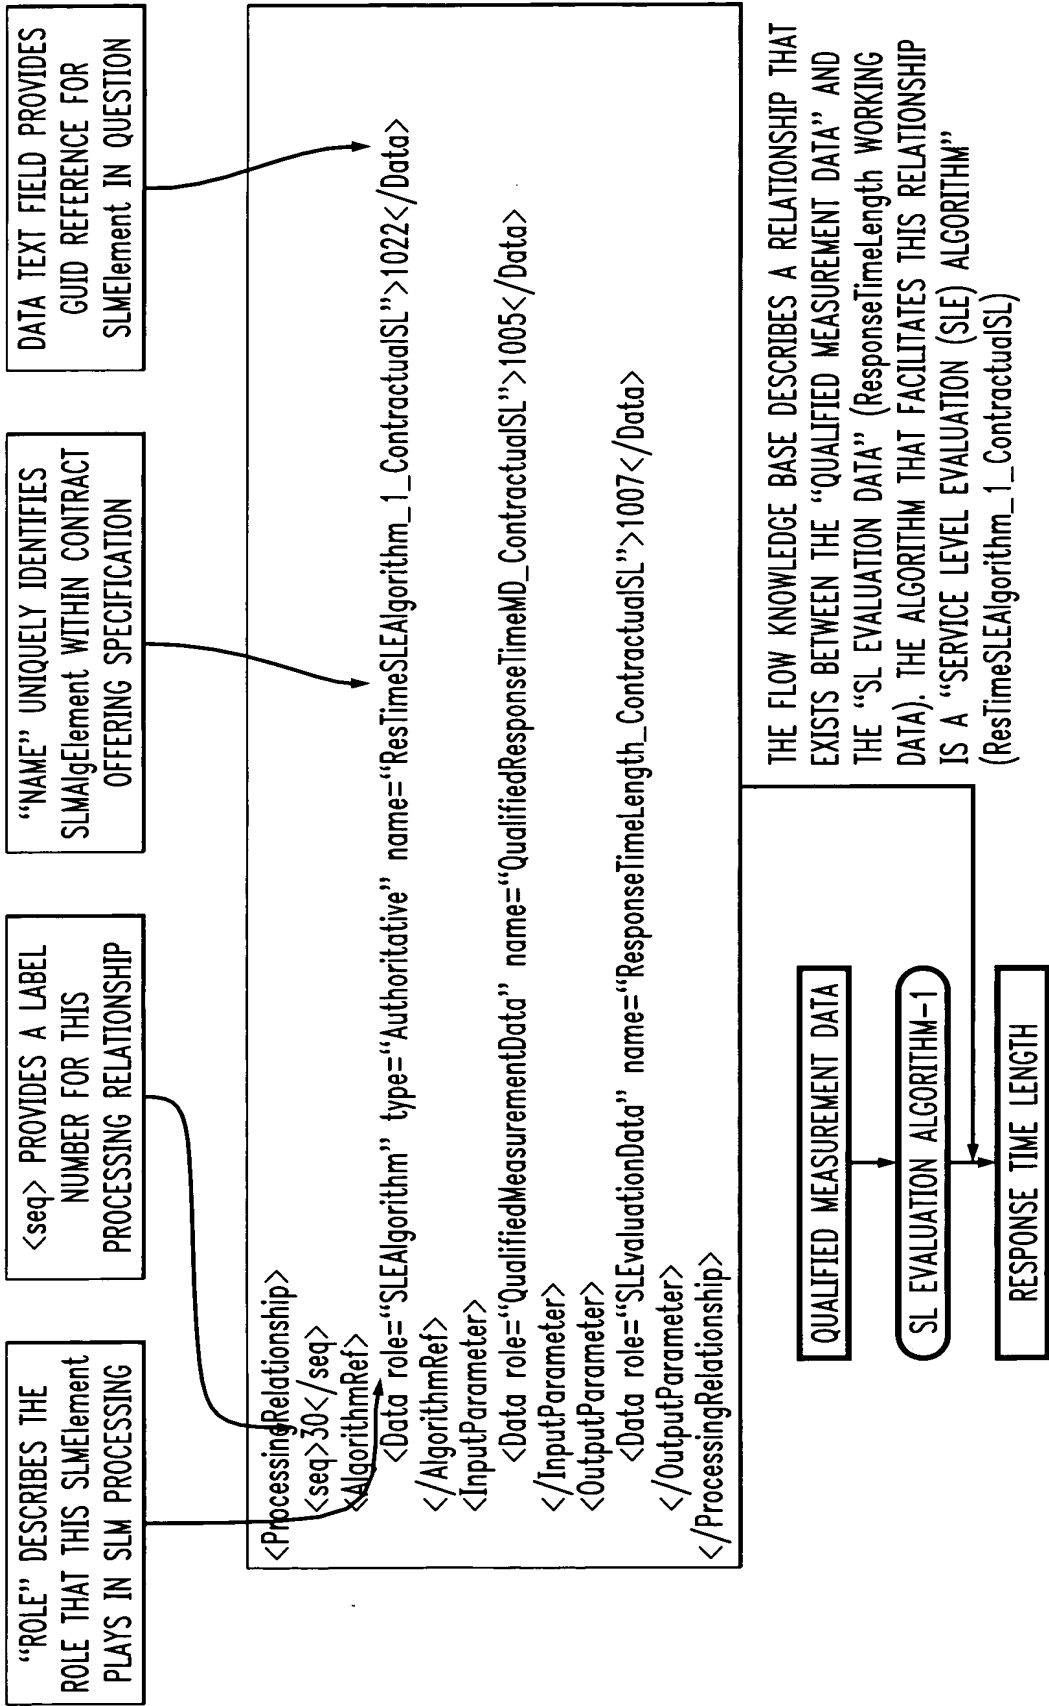 “ROLE” DESCRIBES THE
ROLE THAT THIS SLMElement
PLAYS IN SLM PROCESSING
<seq> PROVIDES A LABEL
NUMBER FOR THIS
PROCESSING RELATIONSHIP
“NAME” UNIQUELY IDENTIFIES
SLMAlgElement WITHIN CONTRACT
OFFERING SPECIFICATION
DATA TEXT FIELD PROVIDES
GUID REFERENCE FOR
SLMElement IN QUESTION
<ProcessingRelationship>
<seq>30</seq>
<AlgorithmRef>
<Data role=“SLEAlgorithm” type=“Authoritative” name=“ResTimeSLEAlgorithm_1_ContractualSL”>1022</Data>
</AlgorithmRef>
<InputParameter>
<Data role=“QualifiedMeasurementData” name=“QualifiedResponseTimeMD_ContractualSL”>1005</Data>
</InputParameter>
<OutputParameter>
<Data role=“SLEvaluationData” name=“ResponseTimeLength_ContractualSL”>1007</Data>
</OutputParameter>
</ProcessingRelationship>
QUALIFIED MEASUREMENT DATA
SL EVALUATION ALGORITHM-1
RESPONSE TIME LENGTH
THE FLOW KNOWLEDGE BASE DESCRIBES A RELATIONSHIP THAT
EXISTS BETWEEN THE “QUALIFIED MEASUREMENT DATA” AND
THE “SL EVALUATION DATA” (ResponseTimeLength WORKING
DATA). THE ALGORITHM THAT FACILITATES THIS RELATIONSHIP
IS A “SERVICE LEVEL EVALUATION (SLE) ALGORITHM”
(ResTimeSLEAlgorithm_1_ContractualSL)